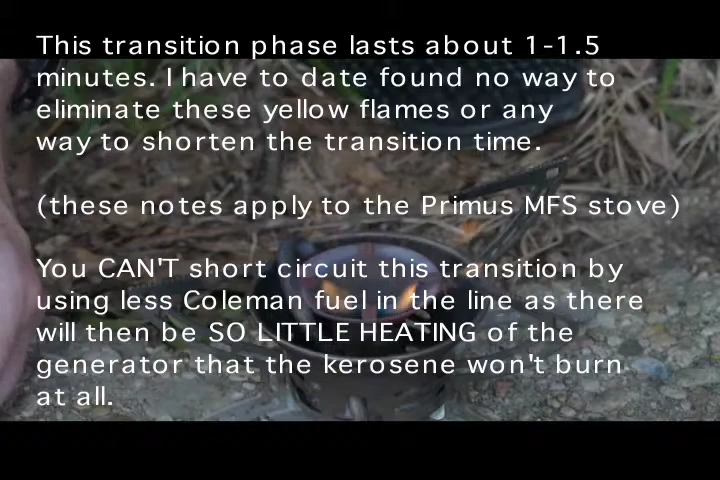 This transition phase lasts about 1-1.5
minutes. I have to date found no way to
eliminate these yellow flames or any
way to shorten the transition time.
(these notes apply to the Primus MFS stove)
You CAN'T short circuit this transition by
using less Coleman fuel in the line as there
will then be SO LITTLE HEATING of the
generator that the kerosene won't burn
at all.